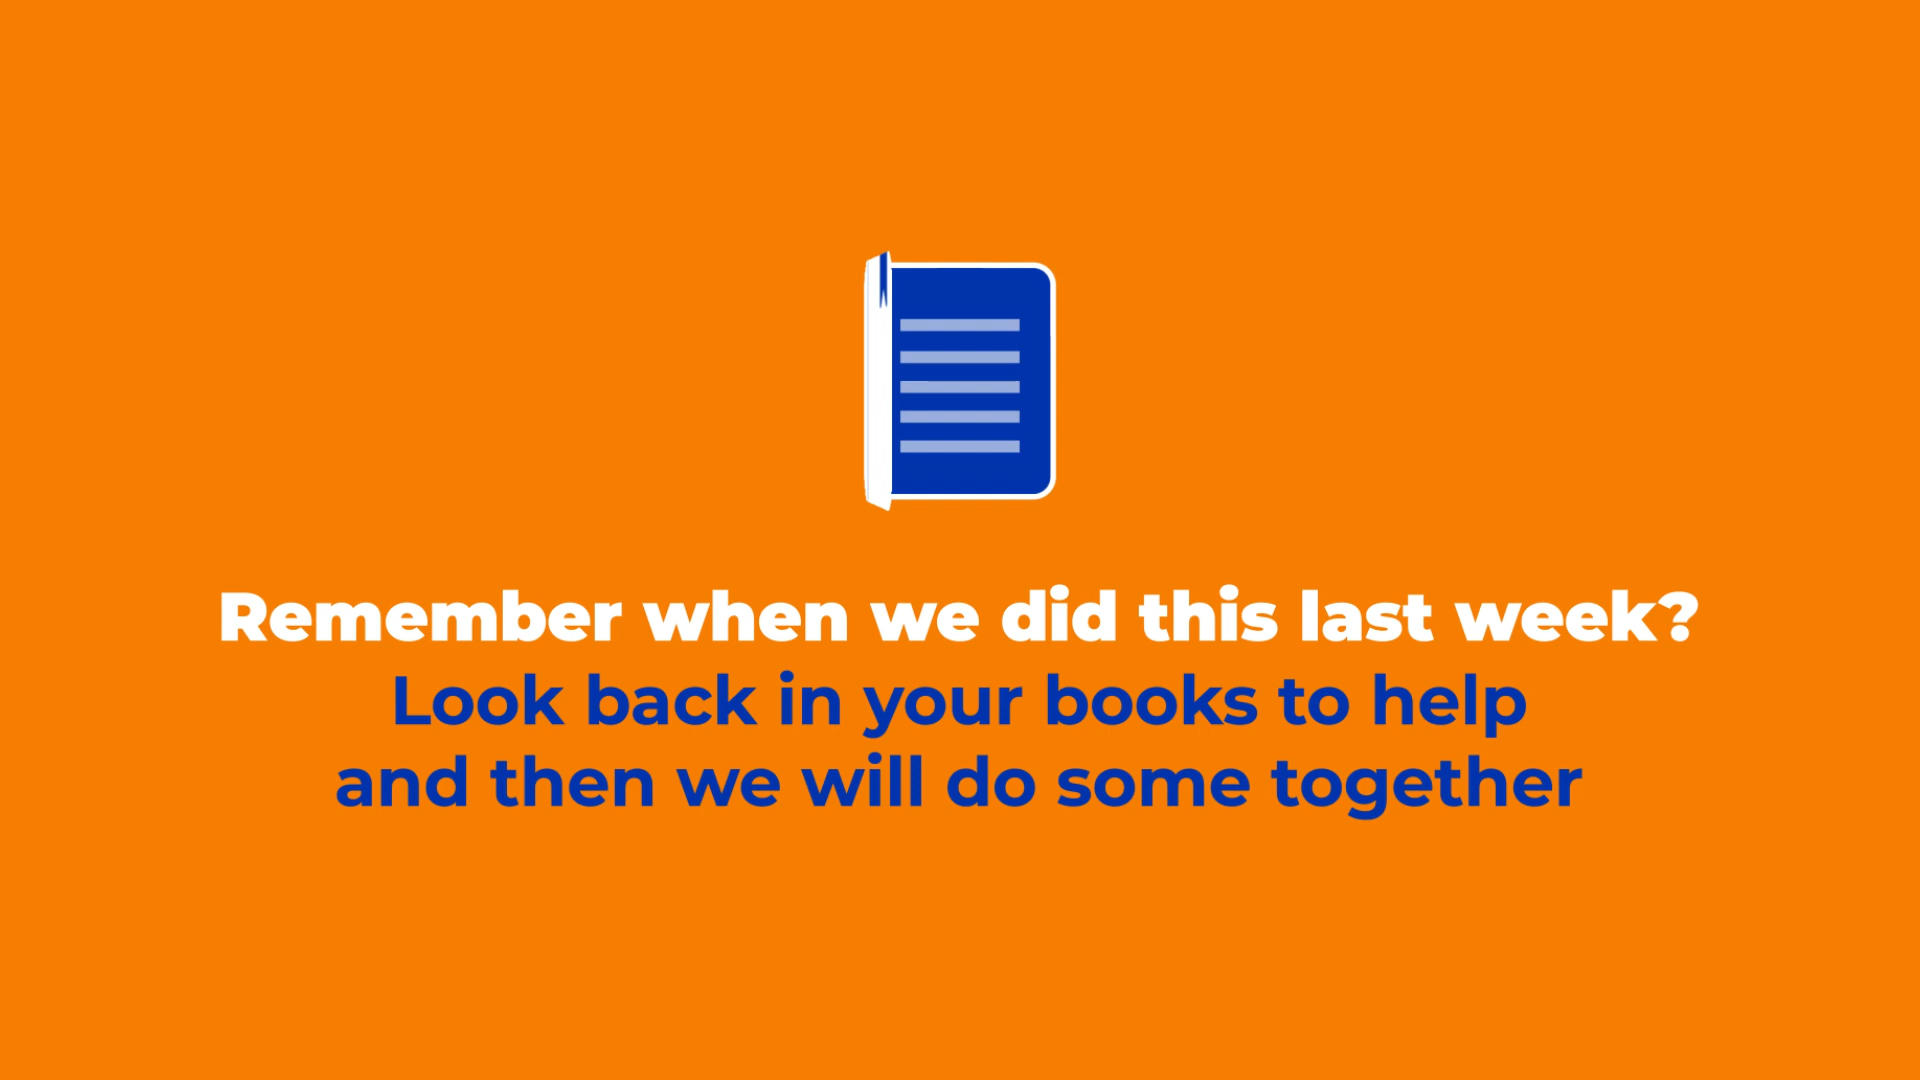 Remember when we did this last week?
Look back in your books to help
and then we will do some together